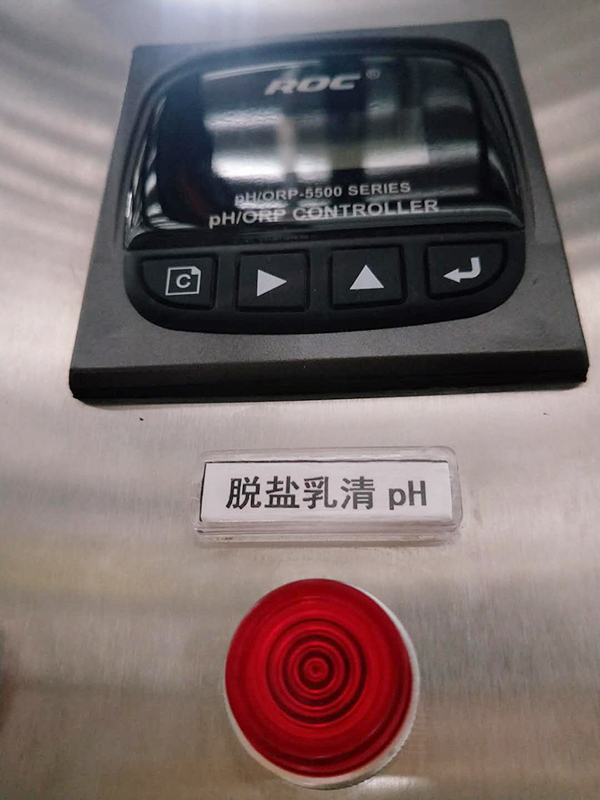 ROC®
pH/ORP-5500 SERIES
pH/ORP CONTROLLER
C
脱盐乳清 pH